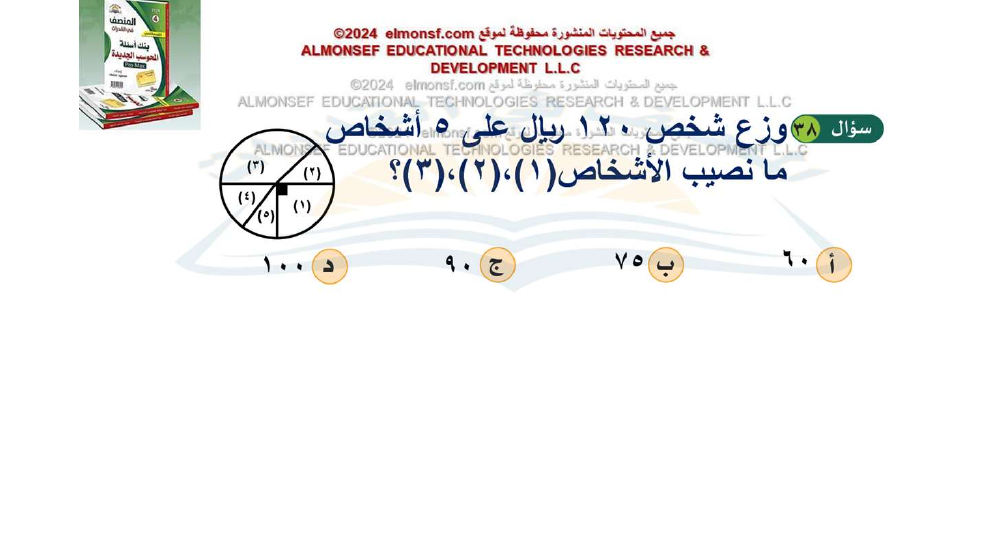 جميع المحتويات المنشورة محفوظة لموقع elmonsf.com ©2024
ALMONSEF EDUCATIONAL TECHNOLOGIES RESEARCH &
DEVELOPMENT L.L.C
جميع المحتويات المنشورة محفوظة لموقع elmonsf.com ©2024
ALMONSEF EDUCATIONAL TECHNOLOGIES RESEARCH & DEVELOPMENT L.L.C
المنصف
في القدرات
بنك أسئلة
المحوسب الجديدة
سؤال ٣٨ وزع شخص ١٢٠ ريال على ٥ أشخاص
ALMONSEF EDUCATIONAL TECHNOLOGIES RESEARCH & DEVELOPMENT L.L.C
ما نصيب الأشخاص(١)،(٢)،(٣)؟
(٣) (٢)
(٤) (٥) (١)
أ ٦٠ ب ٧٥ ج ٩٠ د ١٠٠